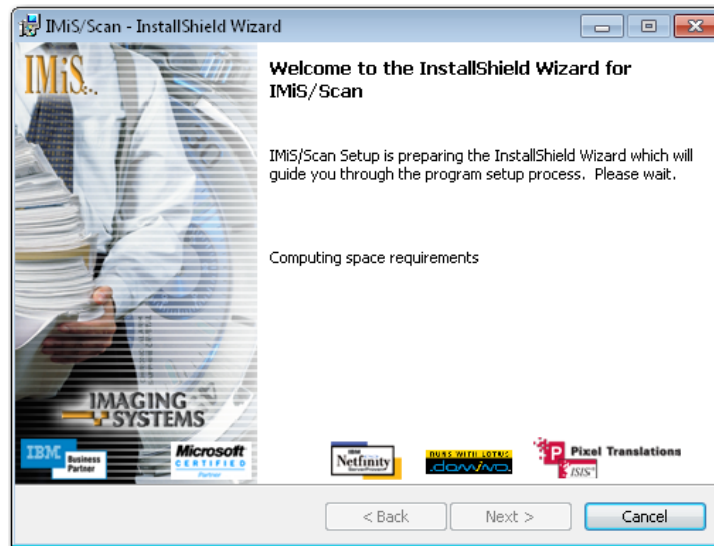 IMiS/Scan - InstallShield Wizard
IMiS
Welcome to the InstallShield Wizard for
IMiS/Scan
IMiS/Scan Setup is preparing the InstallShield Wizard which will
guide you through the program setup process. Please wait.
Computing space requirements
IMAGING
SYSTEMS
IBM Business
Partner
Microsoft
CERTIFIED
Partner
IBM
Netfinity
RUNS WITH LOTUS
domino.
Pixel Translations
ISIS
< Back
Next >
Cancel